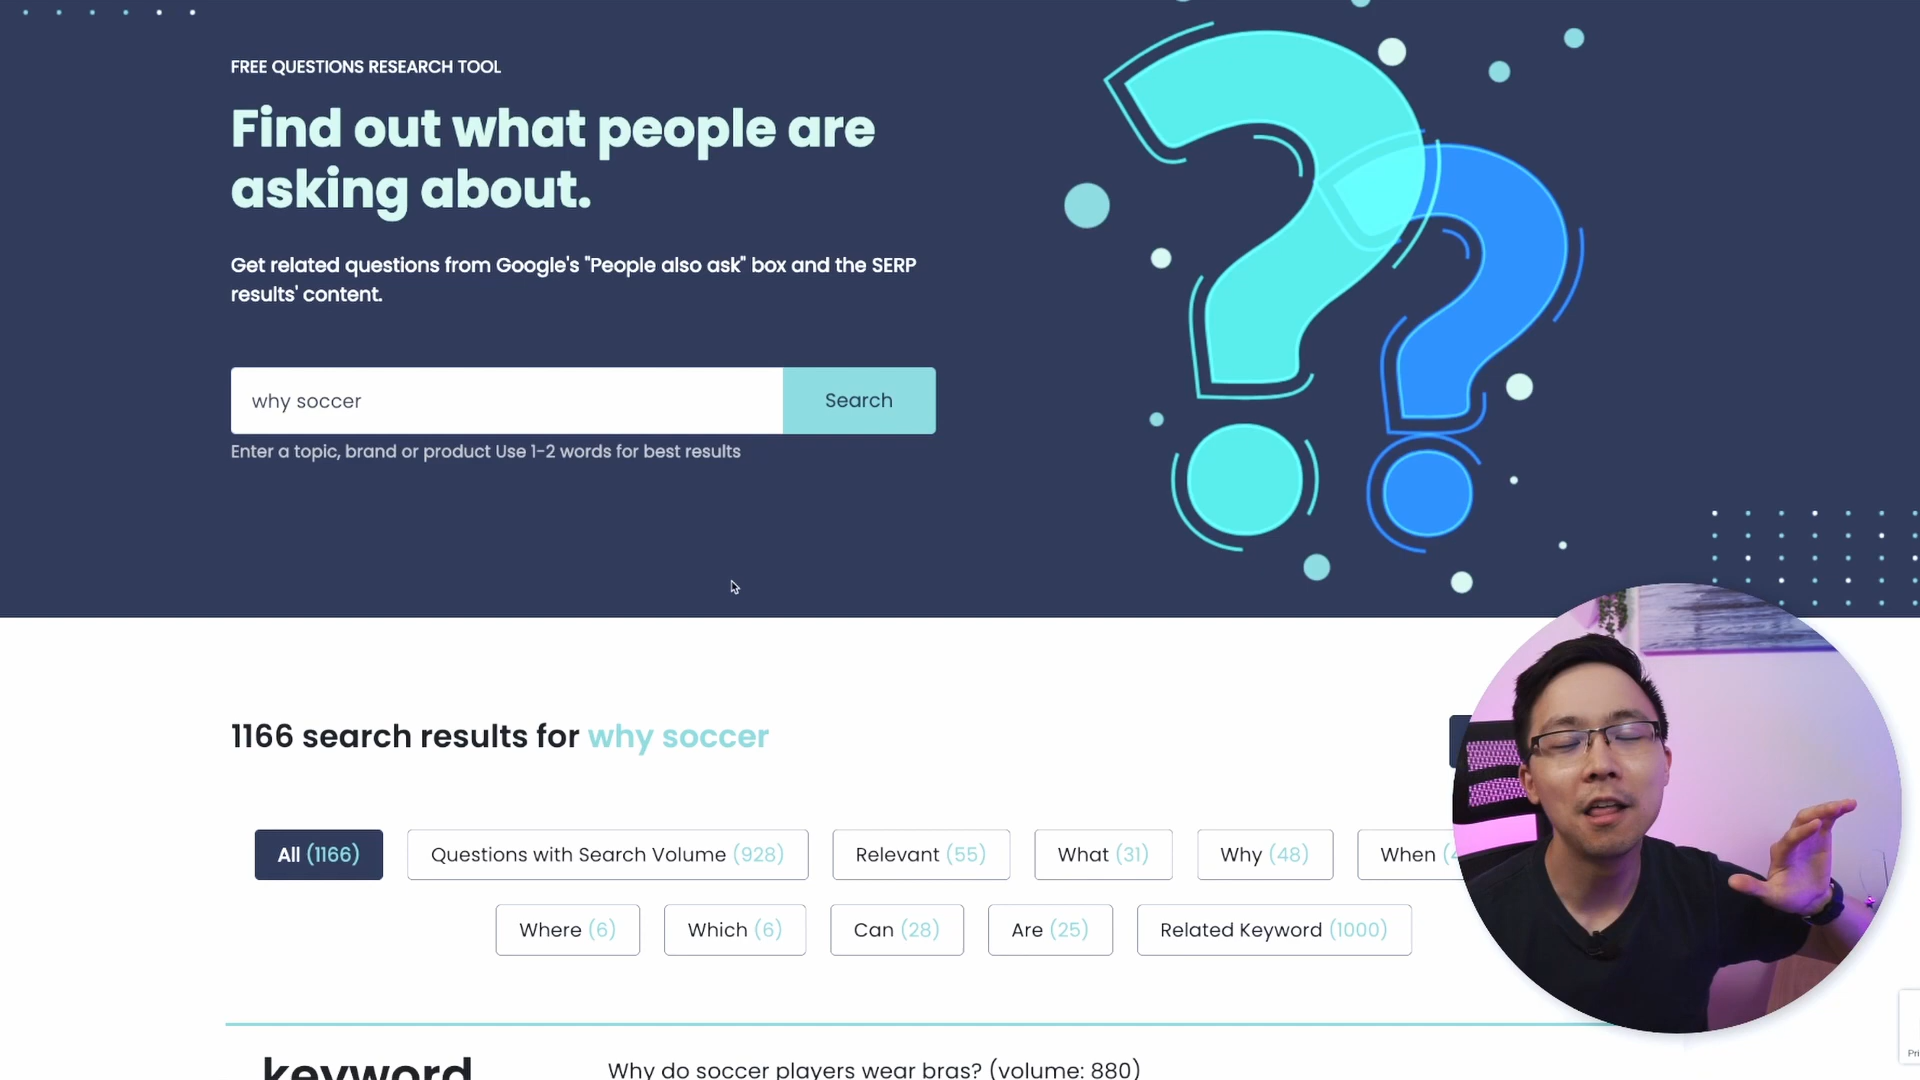 FREE QUESTIONS RESEARCH TOOL
Find out what people are
asking about.
Get related questions from Google's "People also ask" box and the SERP
results' content.
why soccer
Search
Enter a topic, brand or product Use 1-2 words for best results
1166 search results for why soccer
All (1166)
Questions with Search Volume (928)
Relevant (55)
What (31)
Why (48)
When
Where (6)
Which (6)
Can (28)
Are (25)
Related Keyword (1000)
keyword
Why do soccer players wear bras? (volume: 880)